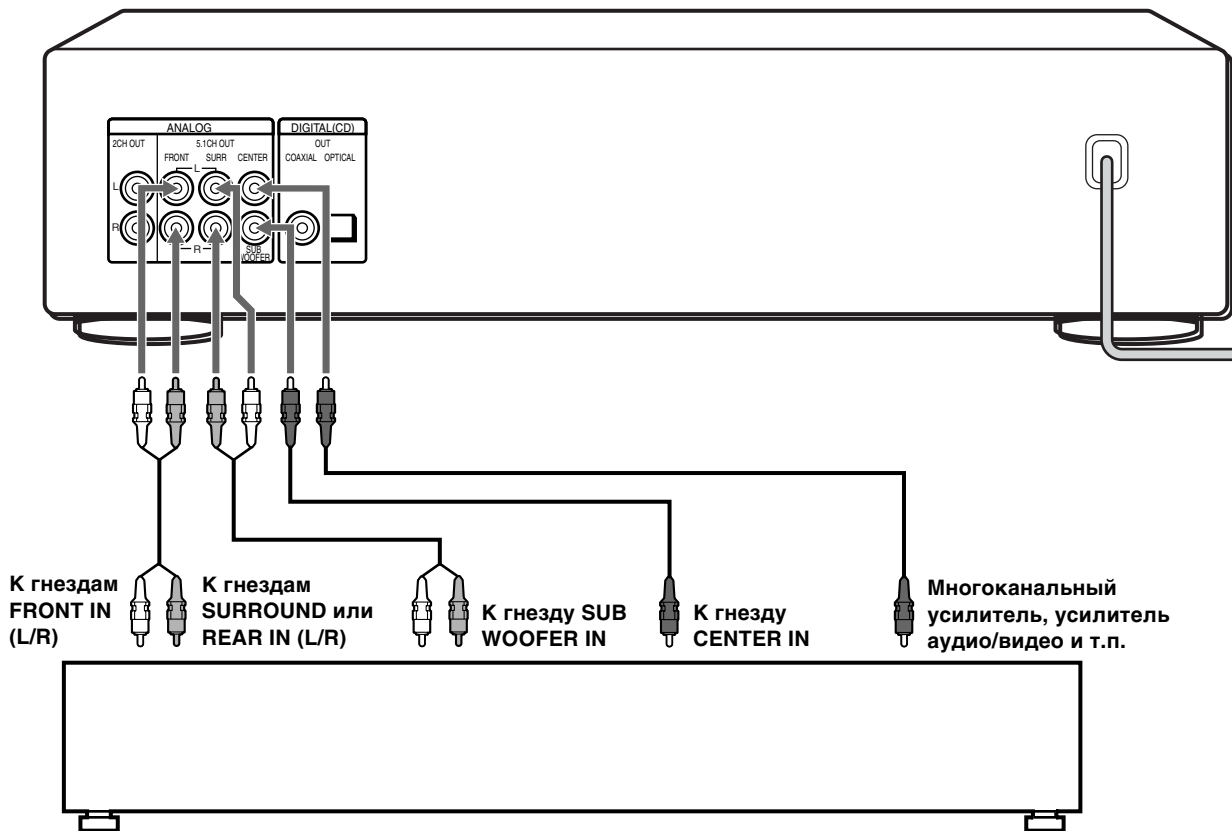 ANALOG
DIGITAL(CD)
2CH OUT
5.1CH OUT
OUT
FRONT
SURR
CENTER
COAXIAL
OPTICAL
L
L
R
R
SUB
WOOFER
К гнездам
FRONT IN
(L/R)
К гнездам
SURROUND или
REAR IN (L/R)
К гнезду SUB
WOOFER IN
К гнезду
CENTER IN
Многоканальный
усилитель, усилитель
аудио/видео и т.п.